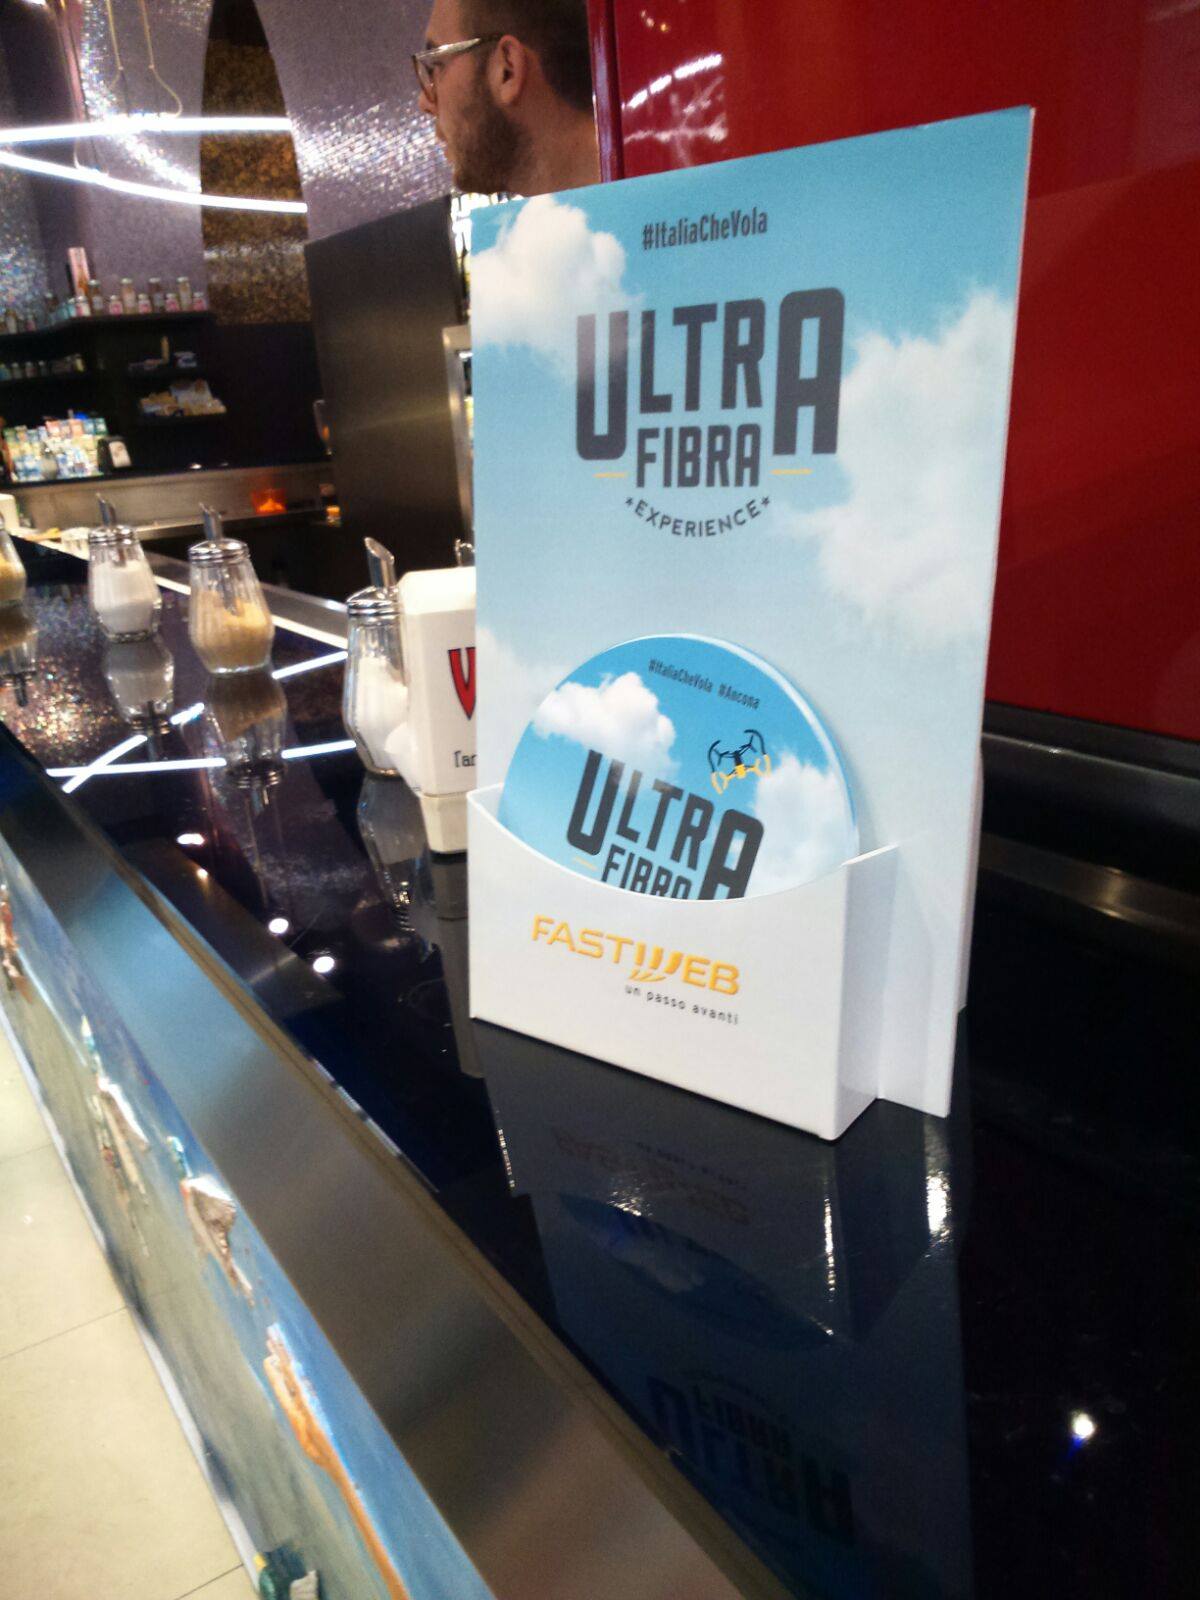 #ItaliaCheVola
ULTRA
FIBRA
*EXPERIENCE*
#ItaliaCheVola #Ancona
ULTRA
FIBRA
FASTWEB
un passo avanti